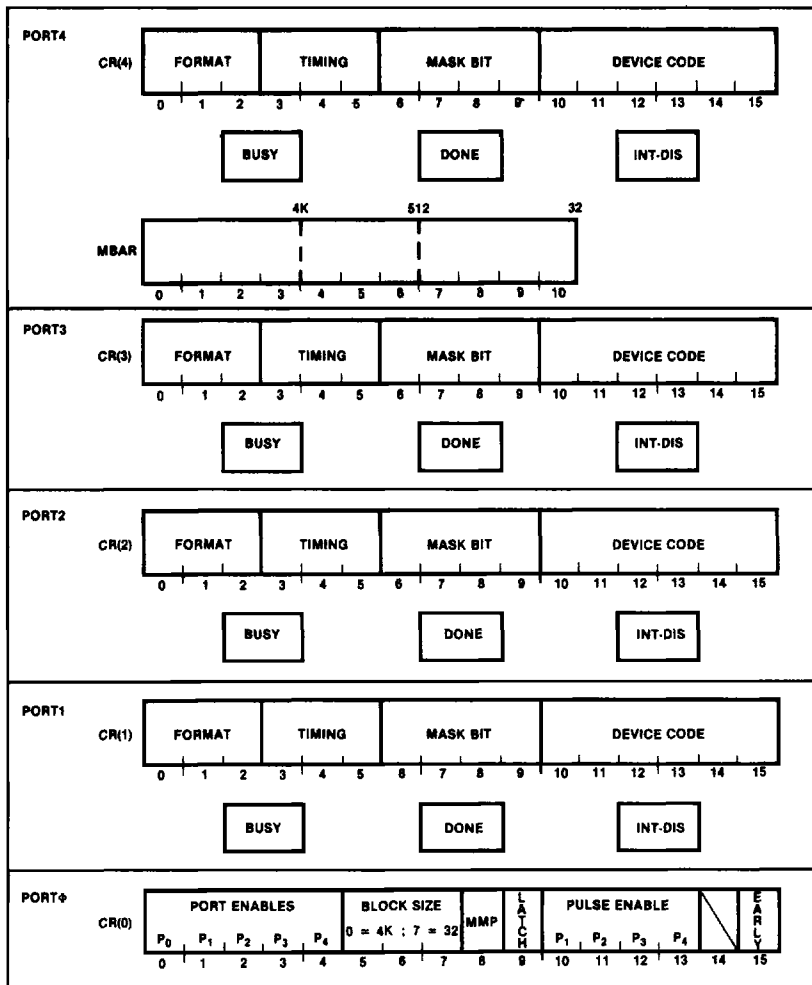 PORT4
CR(4) FORMAT TIMING MASK BIT DEVICE CODE
0 1 2 3 4 5 6 7 8 9 10 11 12 13 14 15
BUSY DONE INT-DIS
4K 512 32
MBAR
0 1 2 3 4 5 6 7 8 9 10
PORT3
CR(3) FORMAT TIMING MASK BIT DEVICE CODE
0 1 2 3 4 5 6 7 8 9 10 11 12 13 14 15
BUSY DONE INT-DIS
PORT2
CR(2) FORMAT TIMING MASK BIT DEVICE CODE
0 1 2 3 4 5 6 7 8 9 10 11 12 13 14 15
BUSY DONE INT-DIS
PORT1
CR(1) FORMAT TIMING MASK BIT DEVICE CODE
0 1 2 3 4 5 6 7 8 9 10 11 12 13 14 15
BUSY DONE INT-DIS
PORTΦ
CR(0) PORT ENABLES BLOCK SIZE MMP LATCH PULSE ENABLE EARLY
0 = 4K ; 7 = 32
P₀ P₁ P₂ P₃ P₄ P₁ P₂ P₃ P₄
0 1 2 3 4 5 6 7 8 9 10 11 12 13 14 15